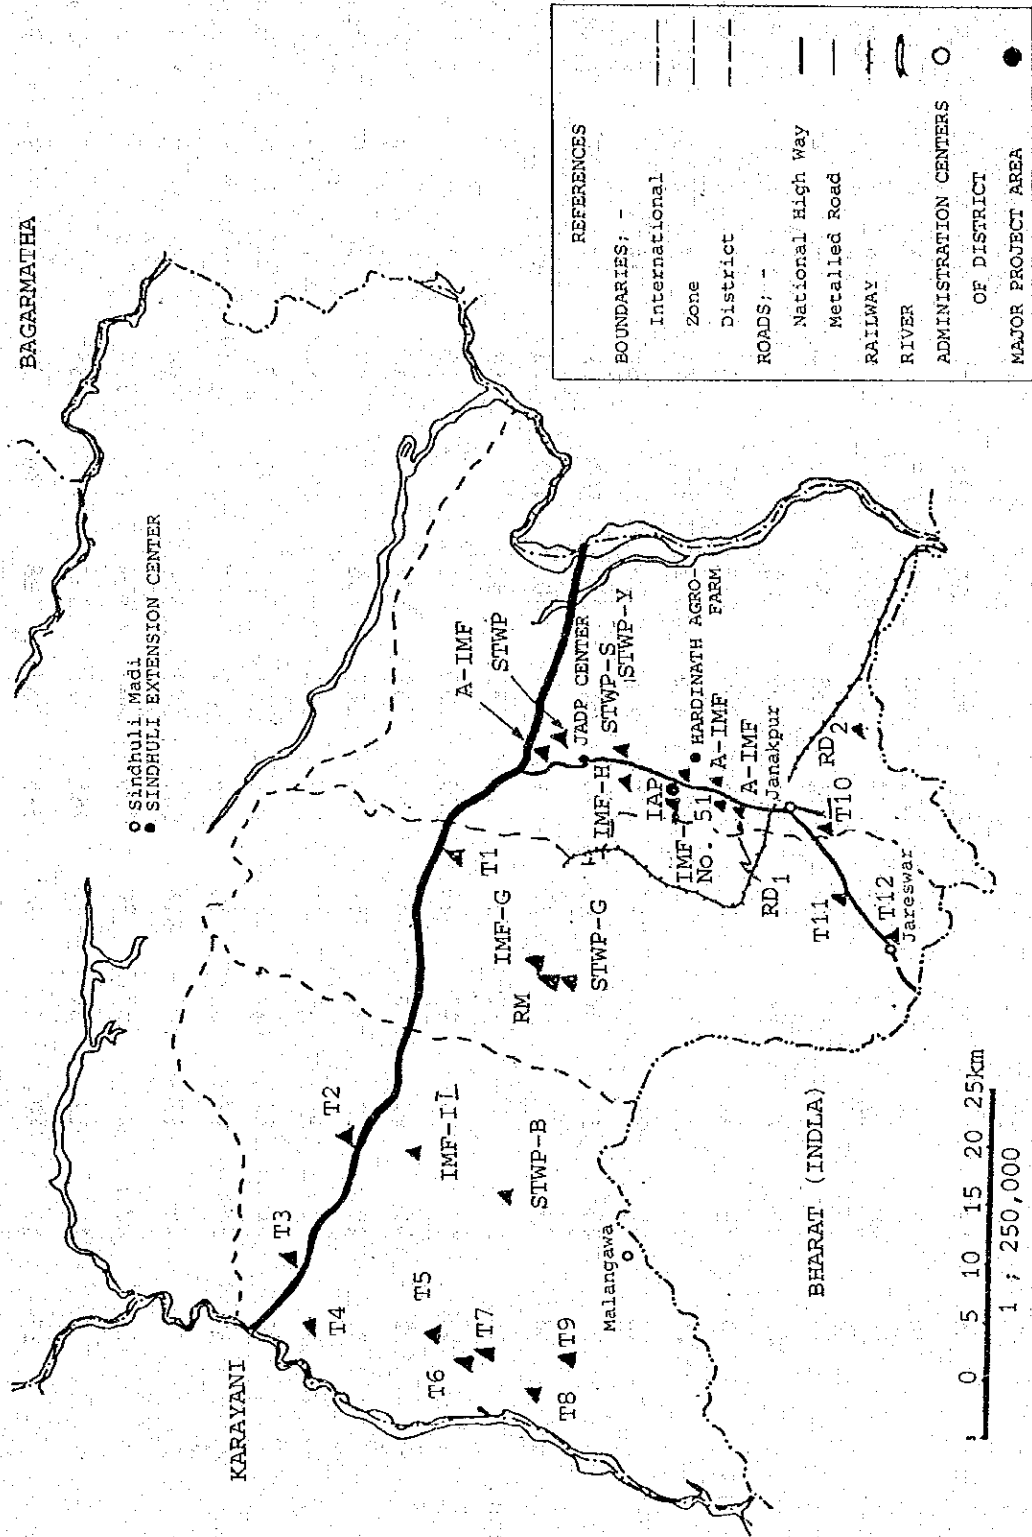 BAGARMATHA
Sindhuli Madi
SINDHULI EXTENSION CENTER
KARAYANI
T3
T2
T4
T5
T6
T7
T8
T9
IMF-IL
STWP-B
Malangawa
IMF-G
RM
STWP-G
T1
A-IMF
STWP
JADP CENTER
STWP-S
STWP-Y
IMF-H
IAP
HARDINATH AGRO-
FARM
A-IMF
A-IMF
No. 51
Janakpur
RD1
RD2
T10
T11
T12
Jareswar
BHARAT (INDLA)
0 5 10 15 20 25km
1 ; 250,000
REFERENCES
BOUNDARIES; -
International
Zone
District
ROADS; -
National High Way
Metalled Road
RAILWAY
RIVER
ADMINISTRATION CENTERS
OF DISTRICT
MAJOR PROJECT AREA